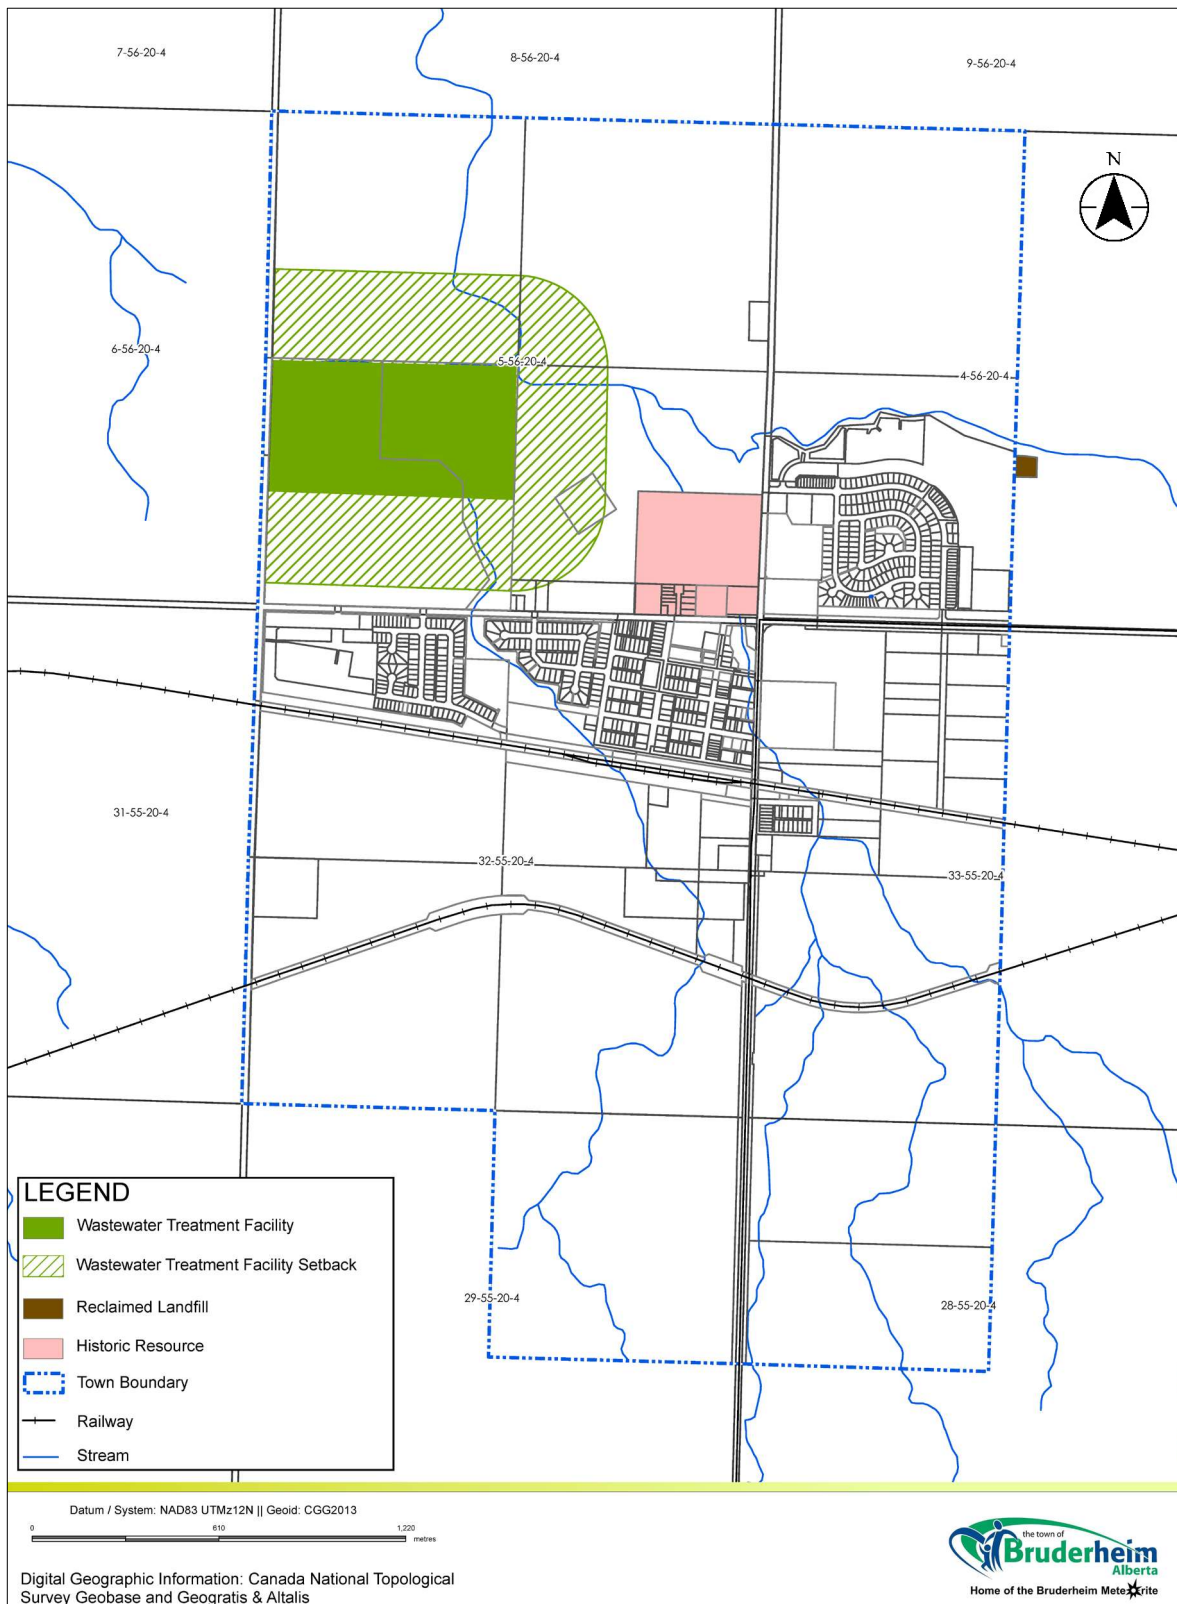 7-56-20-4
8-56-20-4
9-56-20-4
N
6-56-20-4
5-56-20-4
4-56-20-4
31-55-20-4
32-55-20-4
33-55-20-4
29-55-20-4
28-55-20-4
LEGEND
Wastewater Treatment Facility
Wastewater Treatment Facility Setback
Reclaimed Landfill
Historic Resource
Town Boundary
Railway
Stream
Datum / System: NAD83 UTMz12N || Geoid: CGG2013
0 610 1,220
metres
Digital Geographic Information: Canada National Topological
Survey Geobase and Geogratis & Altalis
the town of
Bruderheim
Alberta
Home of the Bruderheim Meteorite